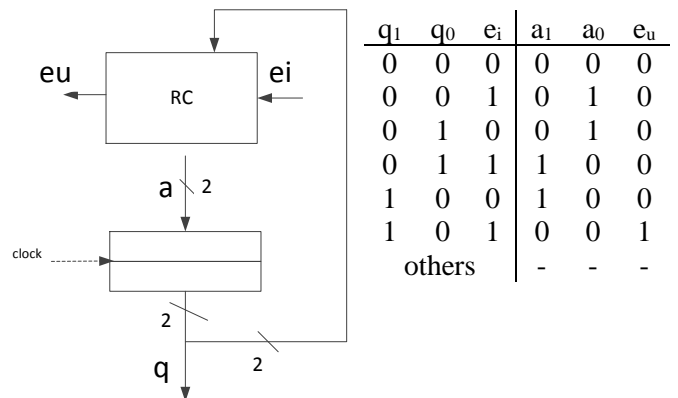 eu
RC
ei
a
2
clock
2
2
q
q1 q0 ei a1 a0 eu
0 0 0 0 0 0
0 0 1 0 1 0
0 1 0 0 1 0
0 1 1 1 0 0
1 0 0 1 0 0
1 0 1 0 0 1
others - - -